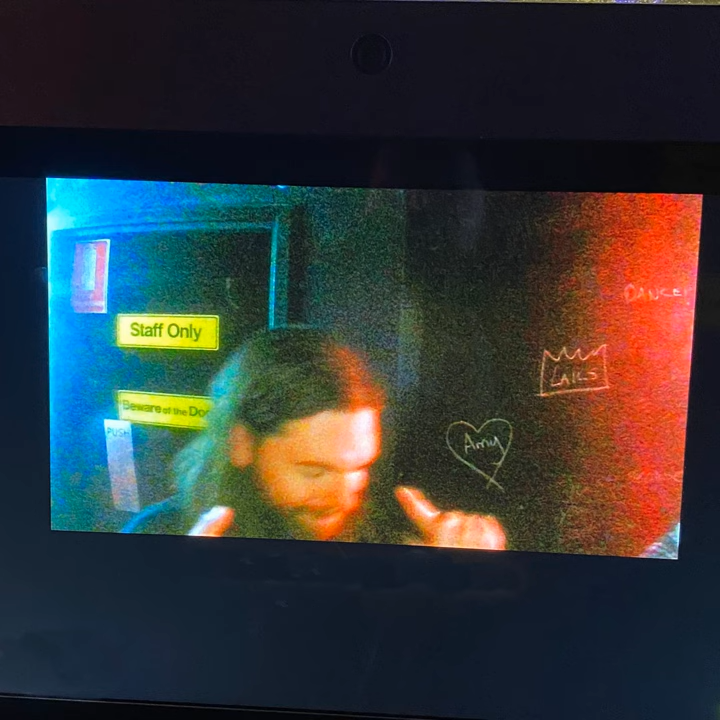 Staff Only
Beware of the Do
PUSH
DANCE
LAILS
Amy